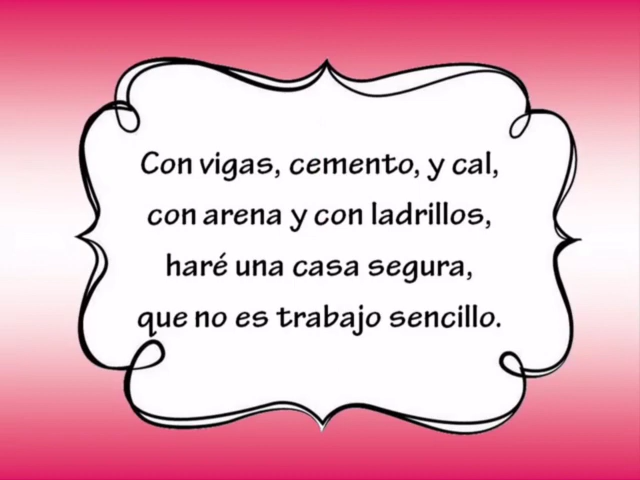 Con vigas, cemento, y cal,
con arena y con ladrillos,
haré una casa segura,
que no es trabajo sencillo.